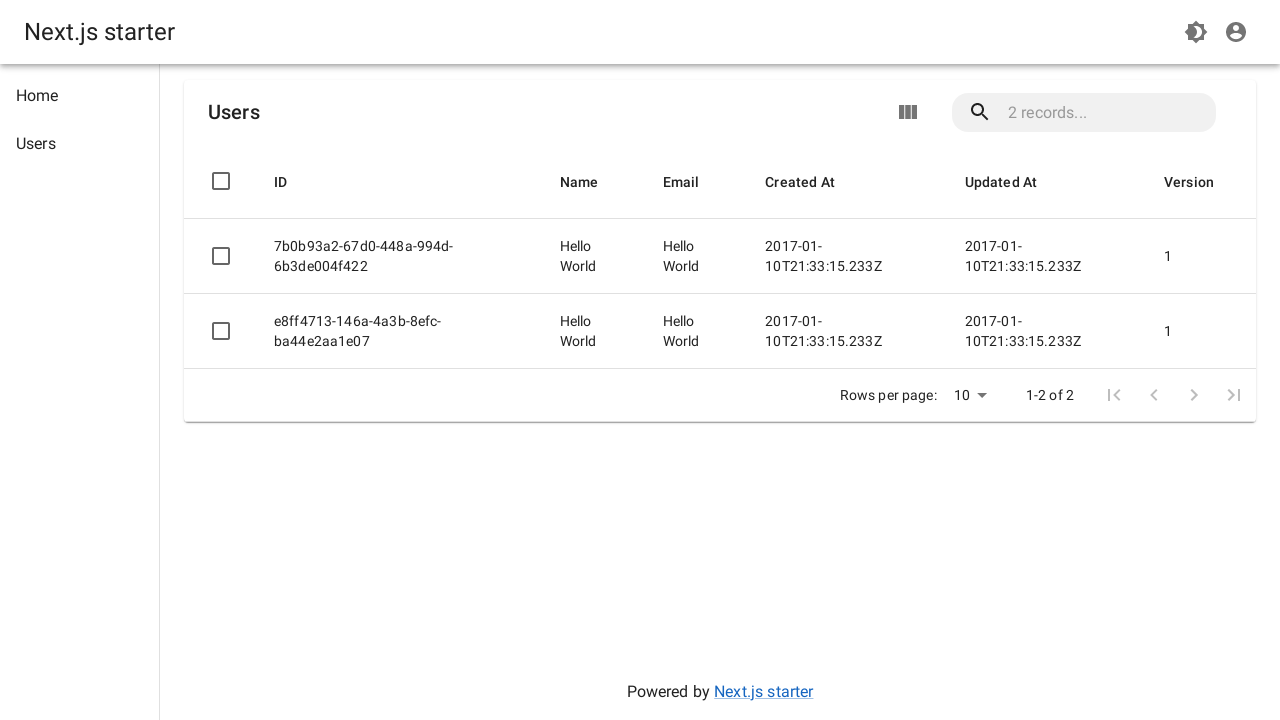 Next.js starter
Home
Users
Users
2 records...
ID Name Email Created At Updated At Version
7b0b93a2-67d0-448a-994d- Hello Hello 2017-01- 2017-01- 1
6b3de004f422 World World 10T21:33:15.233Z 10T21:33:15.233Z
e8ff4713-146a-4a3b-8efc- Hello Hello 2017-01- 2017-01- 1
ba44e2aa1e07 World World 10T21:33:15.233Z 10T21:33:15.233Z
Rows per page: 10 1-2 of 2
Powered by Next.js starter